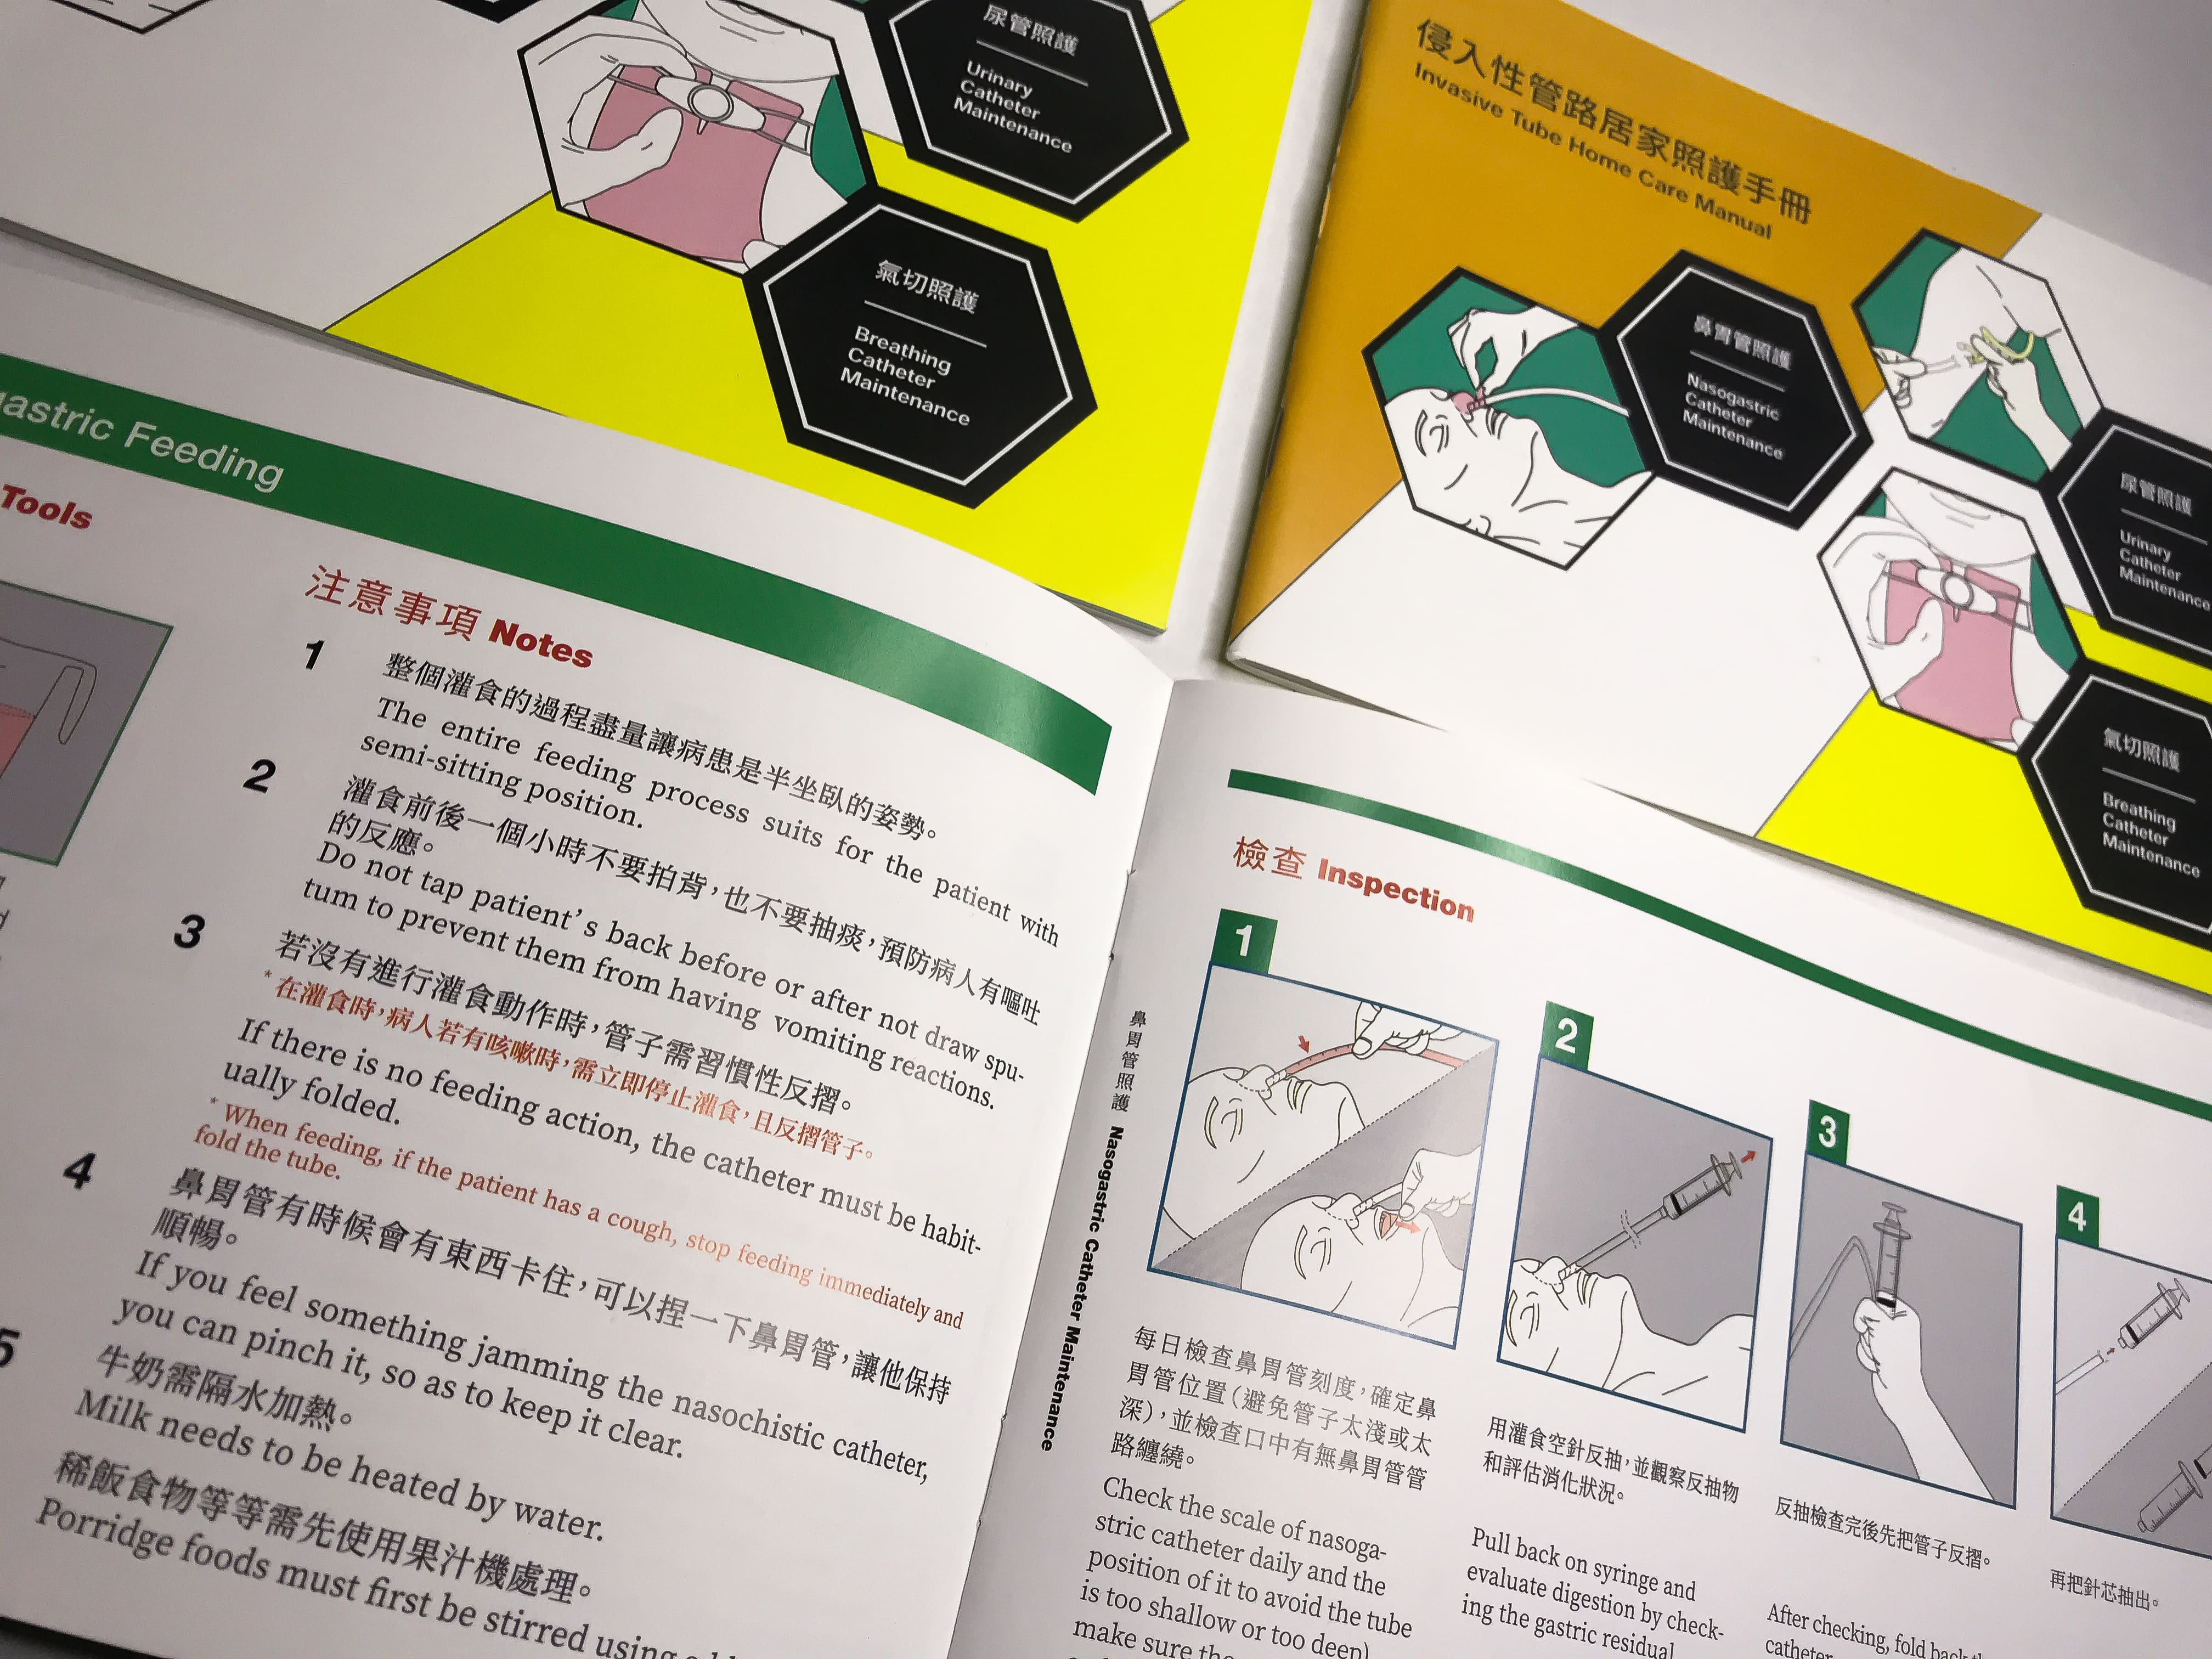 尿管照護
Urinary
Catheter
Maintenance
氣切照護
Breathing
Catheter
Maintenance
侵入性管路居家照護手冊
Invasive Tube Home Care Manual
鼻胃管照護
Nasogastric
Catheter
Maintenance
尿管照護
Urinary
Catheter
Maintenance
氣切照護
Breathing
Catheter
Maintenance
gastric Feeding
Tools
注意事項 Notes
1
整個灌食的過程盡量讓病患是半坐臥的姿勢。
The entire feeding process suits for the patient with
semi-sitting position.
2
灌食前後一個小時不要拍背，也不要抽痰，預防病人有嘔吐
的反應。
Do not tap patient's back before or after not draw spu-
tum to prevent them from having vomiting reactions.
3
若沒有進行灌食動作時，管子需習慣性反摺。
* 在灌食時，病人若有咳嗽時，需立即停止灌食，且反摺管子。
If there is no feeding action, the catheter must be habit-
ually folded.
* When feeding, if the patient has a cough, stop feeding immediately and
fold the tube.
4
鼻胃管有時候會有東西卡住，可以捏一下鼻胃管，讓他保持
順暢。
If you feel something jamming the nasochistic catheter,
you can pinch it, so as to keep it clear.
5
牛奶需隔水加熱。
Milk needs to be heated by water.
稀飯食物等等需先使用果汁機處理。
Porridge foods must first be stirred using
鼻胃管照護 Nasogastric Catheter Maintenance
檢查 Inspection
1
每日檢查鼻胃管刻度，確定鼻
胃管位置（避免管子太淺或太
深），並檢查口中有無鼻胃管管
路纏繞。
Check the scale of nasoga-
stric catheter daily and the
position of it to avoid the tube
is too shallow or too deep)
make sure the
2
用灌食空針反抽，並觀察反抽物
和評估消化狀況。
Pull back on syringe and
evaluate digestion by check-
ing the gastric residual
3
反抽檢查完後先把管子反摺。
After checking, fold back
catheter
4
再把針芯抽出。